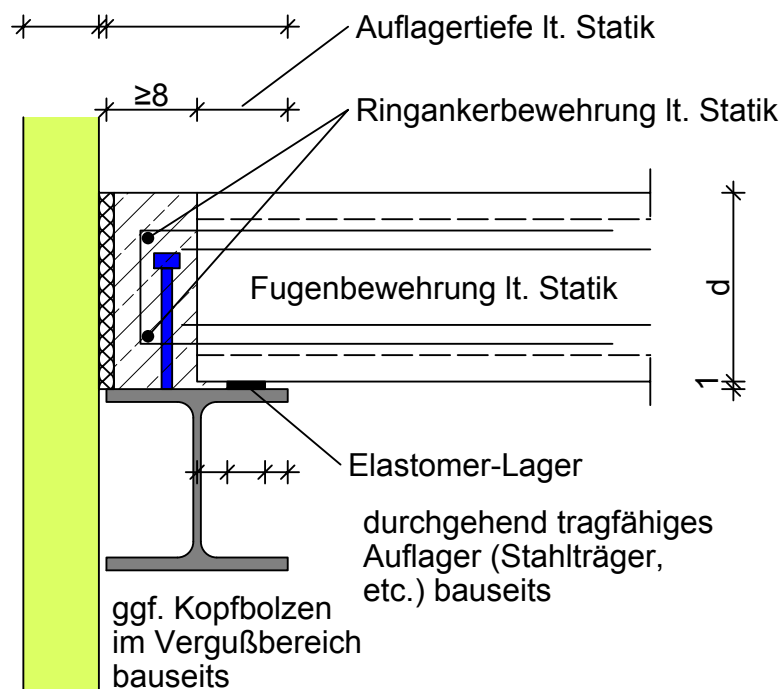 Auflagertiefe lt. Statik
≥8
Ringankerbewehrung lt. Statik
Fugenbewehrung lt. Statik
d
1
Elastomer-Lager
durchgehend tragfähiges
Auflager (Stahlträger,
etc.) bauseits
ggf. Kopfbolzen
im Vergußbereich
bauseits